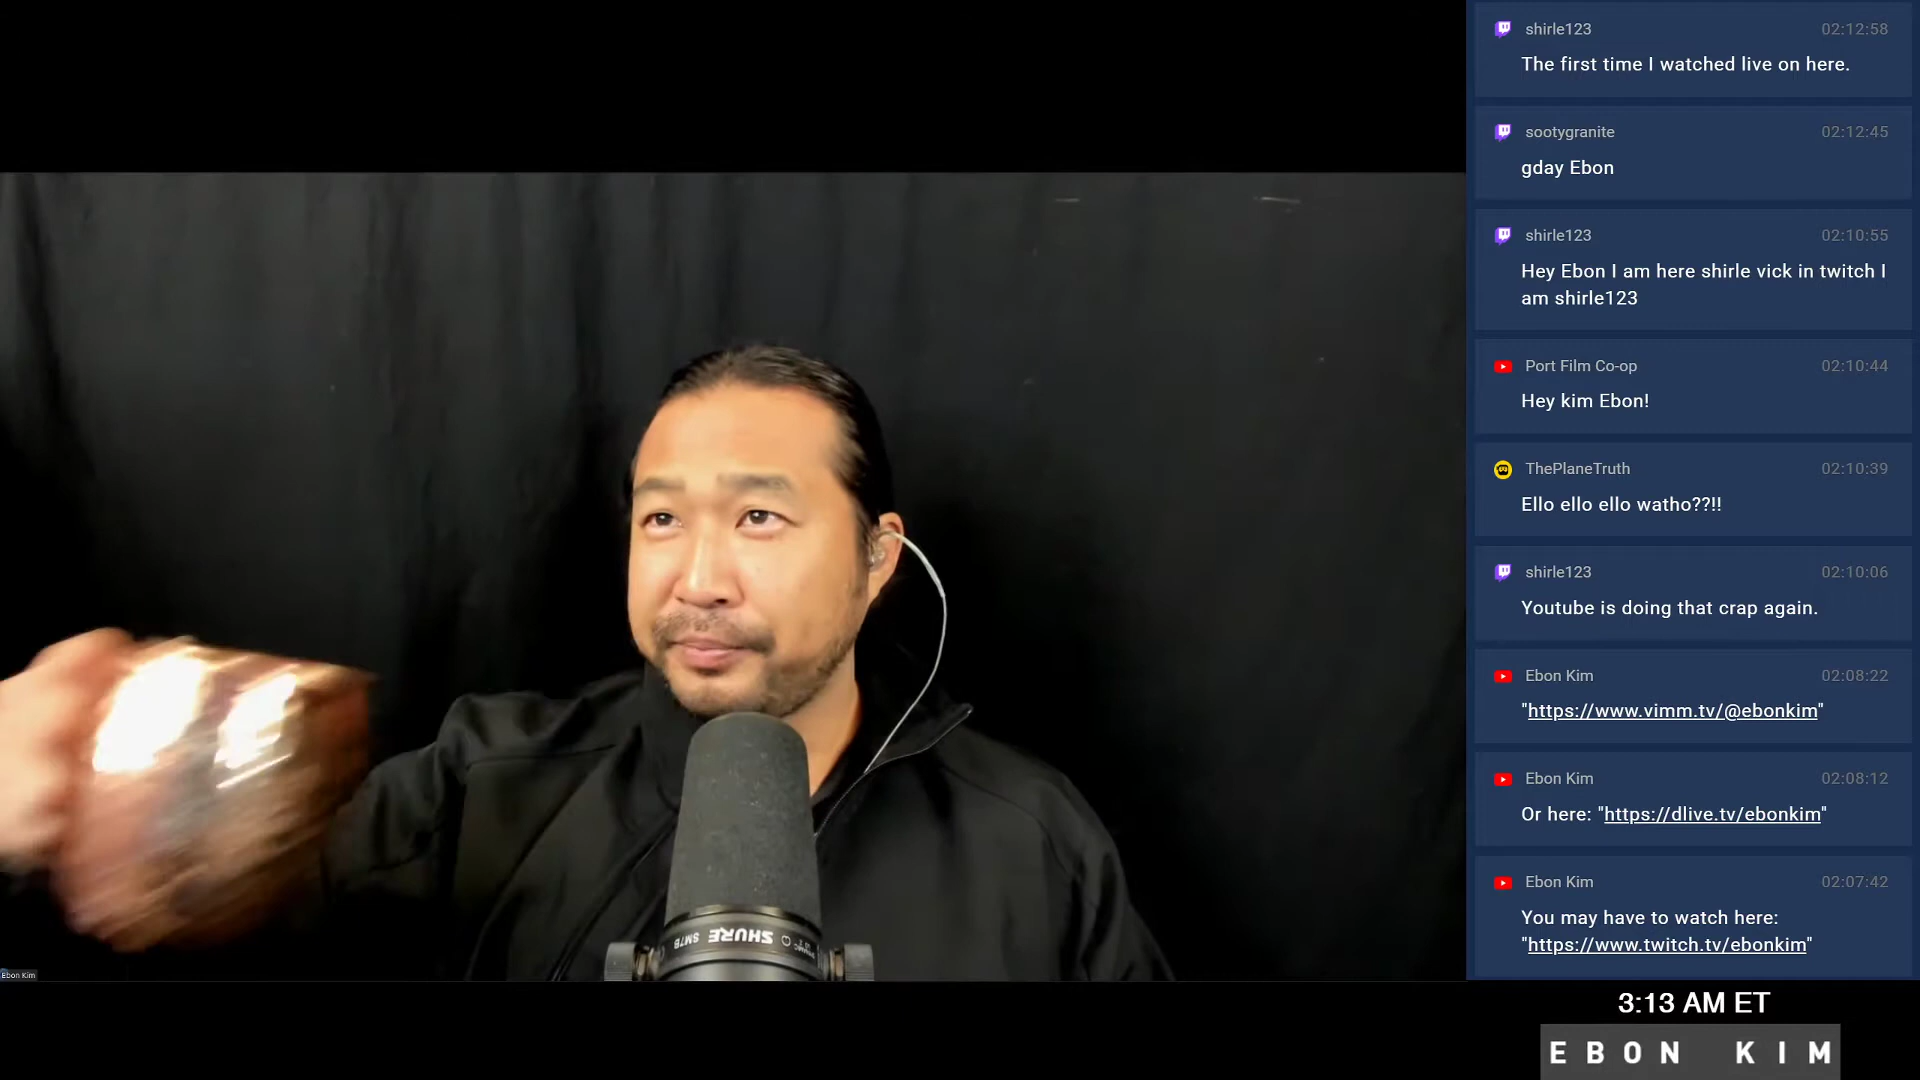 shirle123 02:12:58
The first time I watched live on here.
sootygranite 02:12:45
gday Ebon
shirle123 02:10:55
Hey Ebon I am here shirle vick in twitch I
am shirle123
Port Film Co-op 02:10:44
Hey kim Ebon!
ThePlaneTruth 02:10:39
Ello ello ello watho??!!
shirle123 02:10:06
Youtube is doing that crap again.
Ebon Kim 02:08:22
"https://www.vimm.tv/@ebonkim"
Ebon Kim 02:08:12
Or here: "https://dlive.tv/ebonkim"
Ebon Kim 02:07:42
You may have to watch here:
"https://www.twitch.tv/ebonkim"
SHURE SM7B
Ebon Kim
3:13 AM ET
EBON KIM